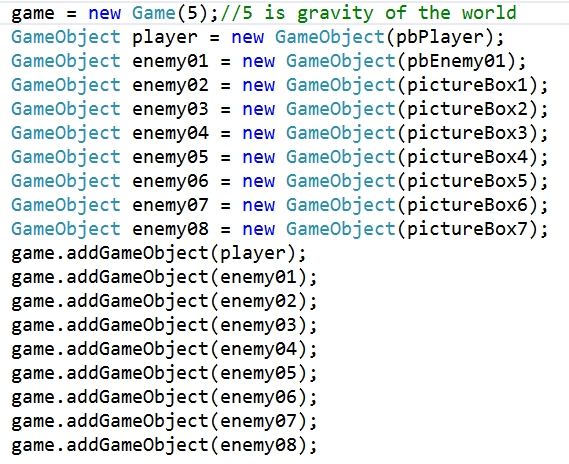 game = new Game(5);//5 is gravity of the world
GameObject player = new GameObject(pbPlayer);
GameObject enemy01 = new GameObject(pbEnemy01);
GameObject enemy02 = new GameObject(pictureBox1);
GameObject enemy03 = new GameObject(pictureBox2);
GameObject enemy04 = new GameObject(pictureBox3);
GameObject enemy05 = new GameObject(pictureBox4);
GameObject enemy06 = new GameObject(pictureBox5);
GameObject enemy07 = new GameObject(pictureBox6);
GameObject enemy08 = new GameObject(pictureBox7);
game.addGameObject(player);
game.addGameObject(enemy01);
game.addGameObject(enemy02);
game.addGameObject(enemy03);
game.addGameObject(enemy04);
game.addGameObject(enemy05);
game.addGameObject(enemy06);
game.addGameObject(enemy07);
game.addGameObject(enemy08);